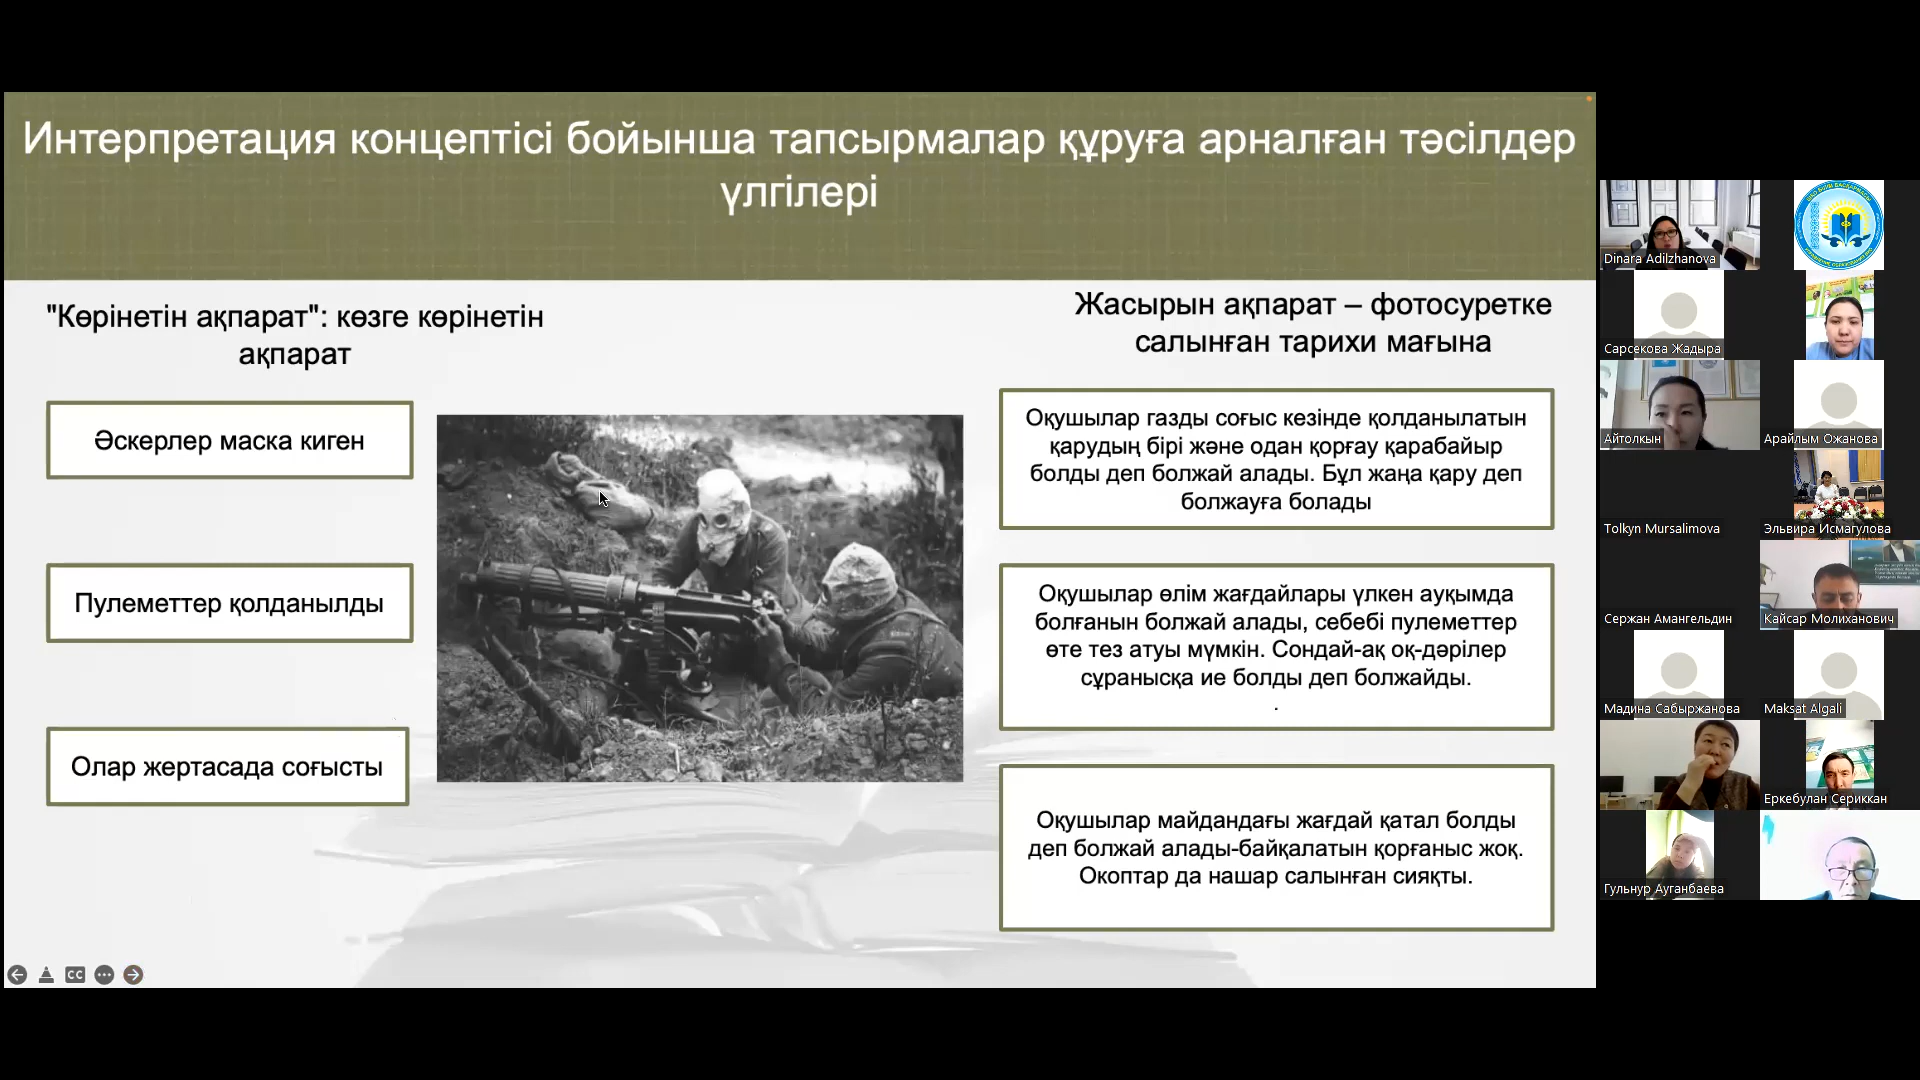 Интерпретация концептісі бойынша тапсырмалар құруға арналған тәсілдер
үлгілері
"Көрінетін ақпарат": көзге көрінетін
ақпарат
Әскерлер маска киген
Пулеметтер қолданылды
Олар жертасада соғысты
Жасырын ақпарат – фотосуретке
салынған тарихи мағына
Оқушылар газды соғыс кезінде қолданылатын
қарудың бірі және одан қорғау қарабайыр
болды деп болжай алады. Бұл жаңа қару деп
болжауға болады
Оқушылар өлім жағдайлары үлкен ауқымда
болғанын болжай алады, себебі пулеметтер
өте тез атуы мүмкін. Сондай-ақ оқ-дәрілер
сұранысқа ие болды деп болжайды.
.
Оқушылар майдандағы жағдай қатал болды
деп болжай алады-байқалатын қорғаныс жоқ.
Окоптар да нашар салынған сияқты.
CC
Dinara Adilzhanova
Сарсекова Жадыра
Айтолкын
Арайлым Ожанова
Tolkyn Mursalimova
Эльвира Исмагулова
Сержан Амангельдин
Кайсар Молиханович
Мадина Сабыржанова
Maksat Algali
Еркебулан Сериккан
Гульнур Ауганбаева